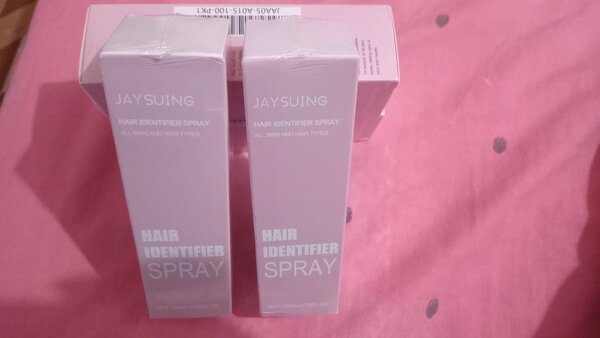 JAA05-A015-100-PK1
JAYSUING
HAIR IDENTIFIER SPRAY
ALL SKIN AND HAIR TYPES
HAIR
IDENTIFIER
SPRAY
JAYSUING
HAIR IDENTIFIER SPRAY
ALL SKIN AND HAIR TYPES
HAIR
IDENTIFIER
SPRAY